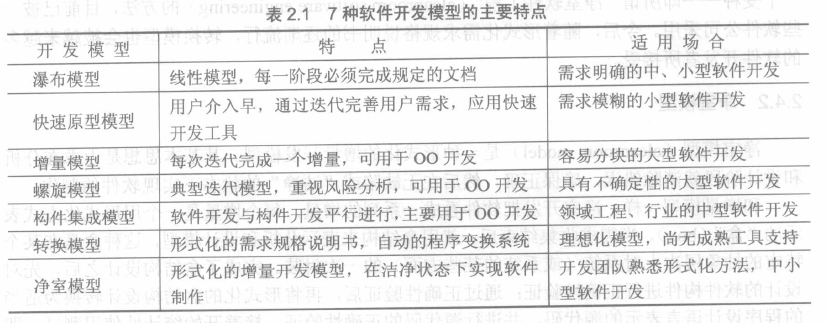 表 2.1 7 种软件开发模型的主要特点
开 发 模 型 特 点 适 用 场 合
瀑布模型 线性模型，每一阶段必须完成规定的文档 需求明确的中、小型软件开发
快速原型模型 用户介入早，通过迭代完善用户需求，应用快速 需求模糊的小型软件开发
开发工具
增量模型 每次迭代完成一个增量，可用于 OO 开发 容易分块的大型软件开发
螺旋模型 典型迭代模型，重视风险分析，可用于 OO 开发 具有不确定性的大型软件开发
构件集成模型 软件开发与构件开发平行进行，主要用于 OO 开发 领域工程、行业的中型软件开发
转换模型 形式化的需求规格说明书，自动的程序变换系统 理想化模型，尚无成熟工具支持
净室模型 形式化的增量开发模型，在洁净状态下实现软件 开发团队熟悉形式化方法，中小
制作 型软件开发